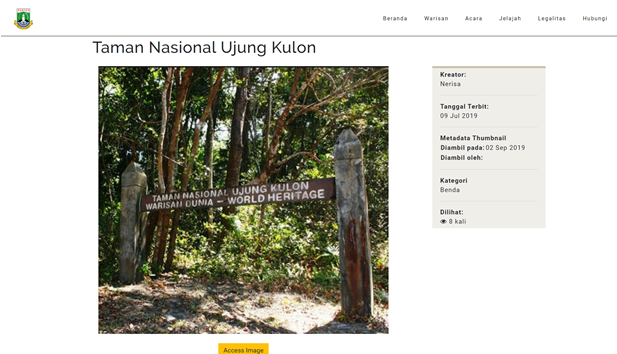 Beranda Warisan Acara Jelajah Legalitas Hubungi
Taman Nasional Ujung Kulon
TAMAN NASIONAL UJUNG KULON
WARISAN DUNIA – WORLD HERITAGE
Access Image
Kreator:
Nerisa
Tanggal Terbit:
09 Jul 2019
Metadata Thumbnail
Diambil pada: 02 Sep 2019
Diambil oleh:
Kategori
Benda
Dilihat:
8 kali